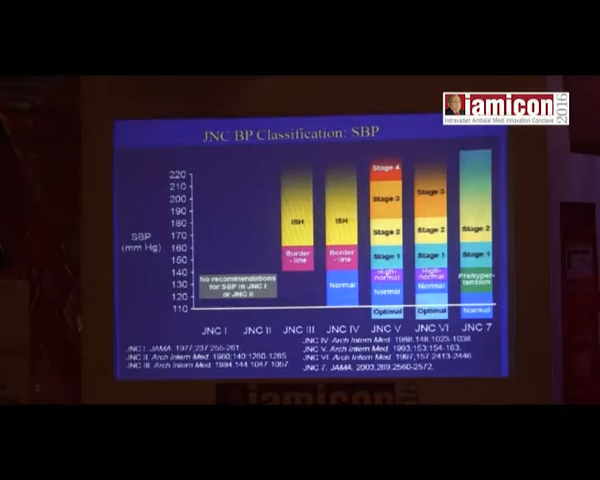 iamicon 2016
Indravadan Ambalal Modi Innovation Conclave
JNC BP Classification: SBP
SBP
(mm Hg)
220
210
200
190
180
170
160
150
140
130
120
110
No recommendations
for SBP in JNC I
or JNC II
ISH
Border-
line
ISH
Border-
line
Normal
Stage 4
Stage 3
Stage 2
Stage 1
High-
normal
Normal
Optimal
Stage 3
Stage 2
Stage 1
High-
normal
Normal
Optimal
Stage 2
Stage 1
Prehyper-
tension
Normal
JNC I JNC II JNC III JNC IV JNC V JNC VI JNC 7
JNC I. JAMA. 1977;237:255-261.
JNC II. Arch Intern Med. 1980;140:1280-1285.
JNC III. Arch Intern Med. 1984;144:1047-1057.
JNC IV. Arch Intern Med. 1988;148:1023-1038.
JNC V. Arch Intern Med. 1993;153:154-183.
JNC VI. Arch Intern Med. 1997;157:2413-2446.
JNC 7. JAMA. 2003;289:2560-2572.
iamicon